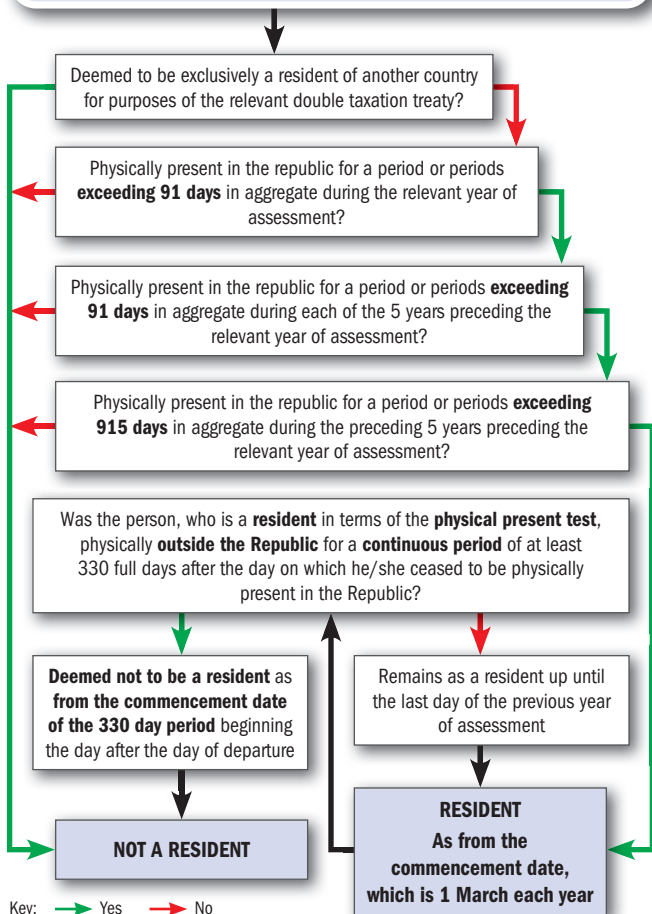 Deemed to be exclusively a resident of another country
for purposes of the relevant double taxation treaty?
Physically present in the republic for a period or periods
exceeding 91 days in aggregate during the relevant year of
assessment?
Physically present in the republic for a period or periods exceeding
91 days in aggregate during each of the 5 years preceding the
relevant year of assessment?
Physically present in the republic for a period or periods exceeding
915 days in aggregate during the preceding 5 years preceding the
relevant year of assessment?
Was the person, who is a resident in terms of the physical present test,
physically outside the Republic for a continuous period of at least
330 full days after the day on which he/she ceased to be physically
present in the Republic?
Deemed not to be a resident as
from the commencement date
of the 330 day period beginning
the day after the day of departure
Remains as a resident up until
the last day of the previous year
of assessment
NOT A RESIDENT
RESIDENT
As from the
commencement date,
which is 1 March each year
Key: Yes No